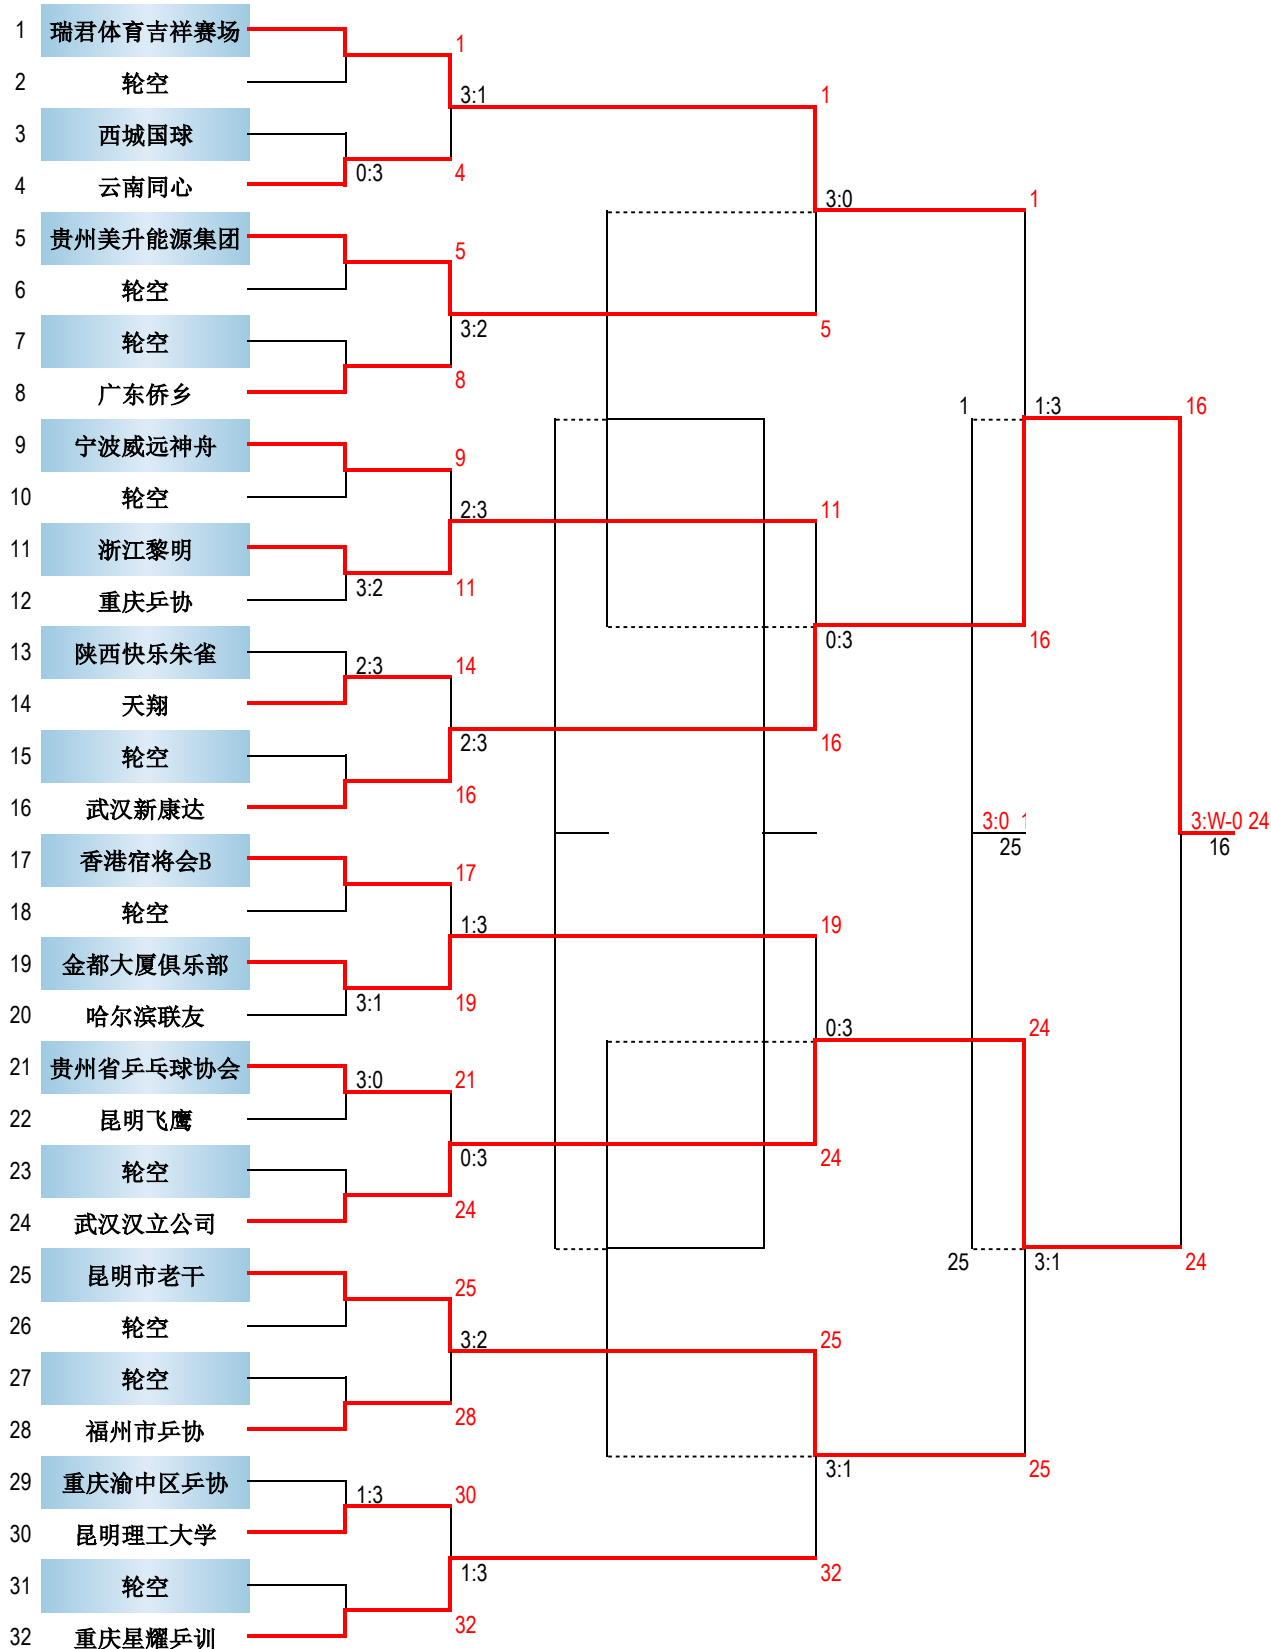 1 瑞君体育吉祥赛场
1
2 轮空
3:1
1
3 西城国球
0:3
4
4 云南同心
3:0
1
5 贵州美升能源集团
5
6 轮空
3:2
5
7 轮空
8
8 广东侨乡
1
1:3
16
9 宁波威远神舟
9
10 轮空
2:3
11
11 浙江黎明
3:2
11
12 重庆乒协
0:3
16
13 陕西快乐朱雀
2:3
14
14 天翔
2:3
16
15 轮空
16
16 武汉新康达
3:0
25
3:W-0 24
16
17 香港宿将会B
17
18 轮空
1:3
19
19 金都大厦俱乐部
3:1
19
20 哈尔滨联友
0:3
24
21 贵州省乒乓球协会
3:0
21
22 昆明飞鹰
0:3
24
23 轮空
24
24 武汉汉立公司
25
3:1
24
25 昆明市老干
25
26 轮空
3:2
25
27 轮空
28
28 福州市乒协
3:1
25
29 重庆渝中区乒协
1:3
30
30 昆明理工大学
1:3
32
31 轮空
32
32 重庆星耀乒训